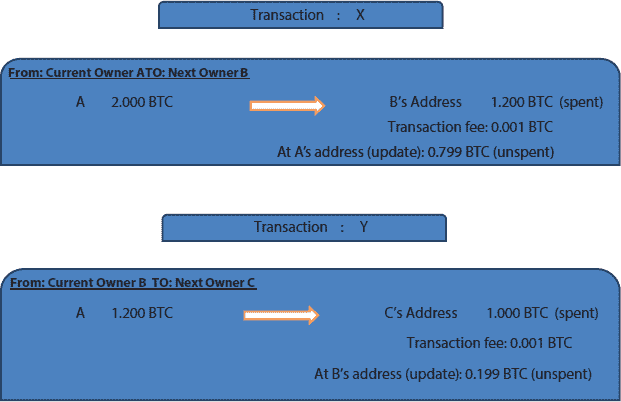 Transaction : X
From: Current Owner ATO: Next Owner B
A 2.000 BTC B's Address 1.200 BTC (spent)
Transaction fee: 0.001 BTC
At A's address (update): 0.799 BTC (unspent)
Transaction : Y
From: Current Owner B TO: Next Owner C
A 1.200 BTC C's Address 1.000 BTC (spent)
Transaction fee: 0.001 BTC
At B's address (update): 0.199 BTC (unspent)